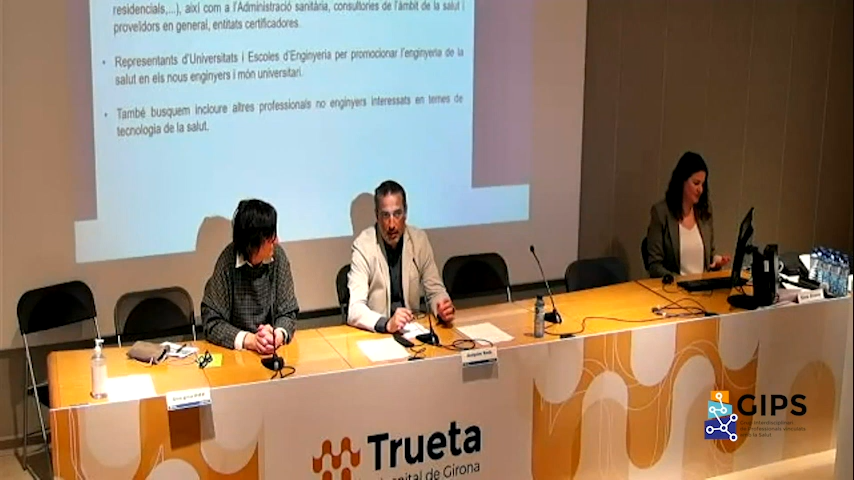 residencials,...), així com a l'Administració sanitària, consultories de l'àmbit de la salut i
proveïdors en general, entitats certificadores.
• Representants d'Universitats i Escoles d'Enginyeria per promocionar l'enginyeria de la
salut en els nous enginyers i món universitari.
• També busquem incloure altres professionals no enginyers interessats en temes de
tecnologia de la salut.
Trueta
Hospital de Girona
GIPS